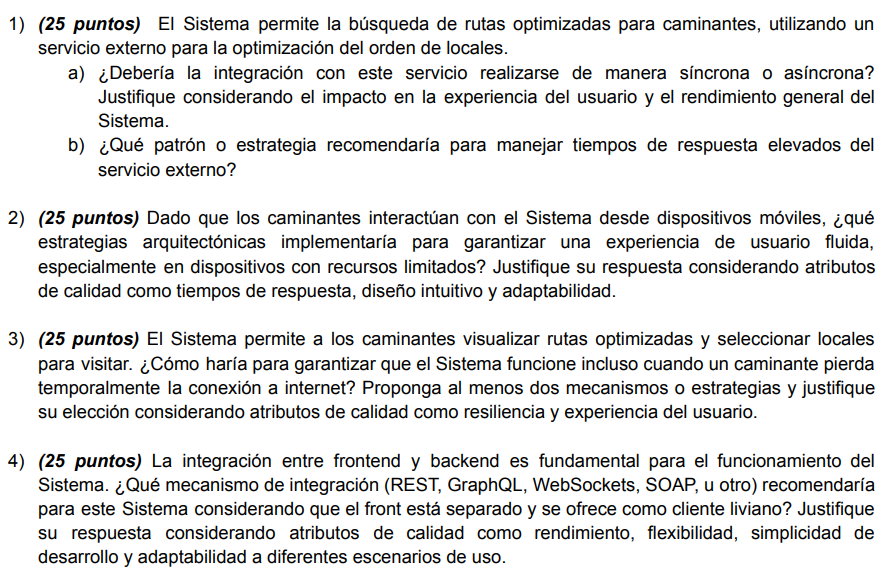 1) (25 puntos) El Sistema permite la búsqueda de rutas optimizadas para caminantes, utilizando un
servicio externo para la optimización del orden de locales.
a) ¿Debería la integración con este servicio realizarse de manera síncrona o asíncrona?
Justifique considerando el impacto en la experiencia del usuario y el rendimiento general del
Sistema.
b) ¿Qué patrón o estrategia recomendaría para manejar tiempos de respuesta elevados del
servicio externo?
2) (25 puntos) Dado que los caminantes interactúan con el Sistema desde dispositivos móviles, ¿qué
estrategias arquitectónicas implementaría para garantizar una experiencia de usuario fluida,
especialmente en dispositivos con recursos limitados? Justifique su respuesta considerando atributos
de calidad como tiempos de respuesta, diseño intuitivo y adaptabilidad.
3) (25 puntos) El Sistema permite a los caminantes visualizar rutas optimizadas y seleccionar locales
para visitar. ¿Cómo haría para garantizar que el Sistema funcione incluso cuando un caminante pierda
temporalmente la conexión a internet? Proponga al menos dos mecanismos o estrategias y justifique
su elección considerando atributos de calidad como resiliencia y experiencia del usuario.
4) (25 puntos) La integración entre frontend y backend es fundamental para el funcionamiento del
Sistema. ¿Qué mecanismo de integración (REST, GraphQL, WebSockets, SOAP, u otro) recomendaría
para este Sistema considerando que el front está separado y se ofrece como cliente liviano? Justifique
su respuesta considerando atributos de calidad como rendimiento, flexibilidad, simplicidad de
desarrollo y adaptabilidad a diferentes escenarios de uso.